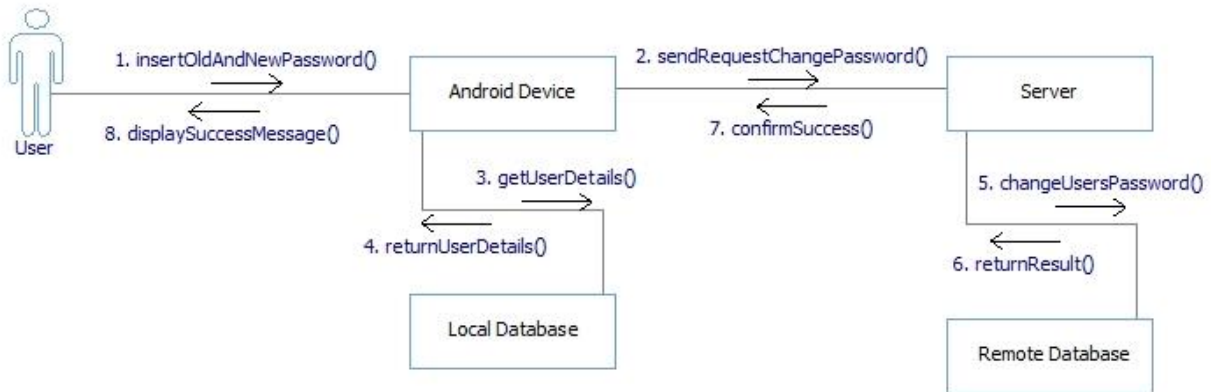 1. insertOldAndNewPassword()
2. sendRequestChangePassword()
Android Device
Server
8. displaySuccessMessage()
7. confirmSuccess()
User
3. getUserDetails()
5. changeUsersPassword()
4. returnUserDetails()
6. returnResult()
Local Database
Remote Database